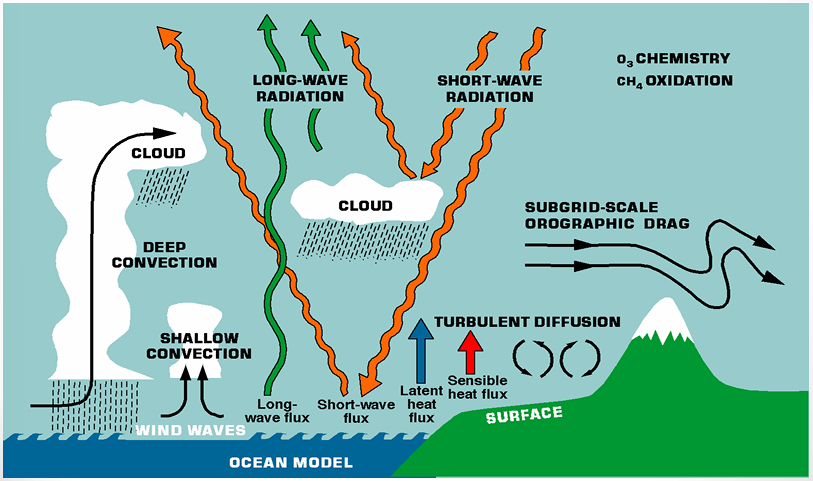 LONG-WAVE
RADIATION
SHORT-WAVE
RADIATION
O3 CHEMISTRY
CH4 OXIDATION
CLOUD
CLOUD
SUBGRID-SCALE
OROGRAPHIC DRAG
DEEP
CONVECTION
SHALLOW
CONVECTION
TURBULENT DIFFUSION
Long-
wave flux
Short-wave
flux
Latent
heat
flux
Sensible
heat flux
SURFACE
WIND WAVES
OCEAN MODEL